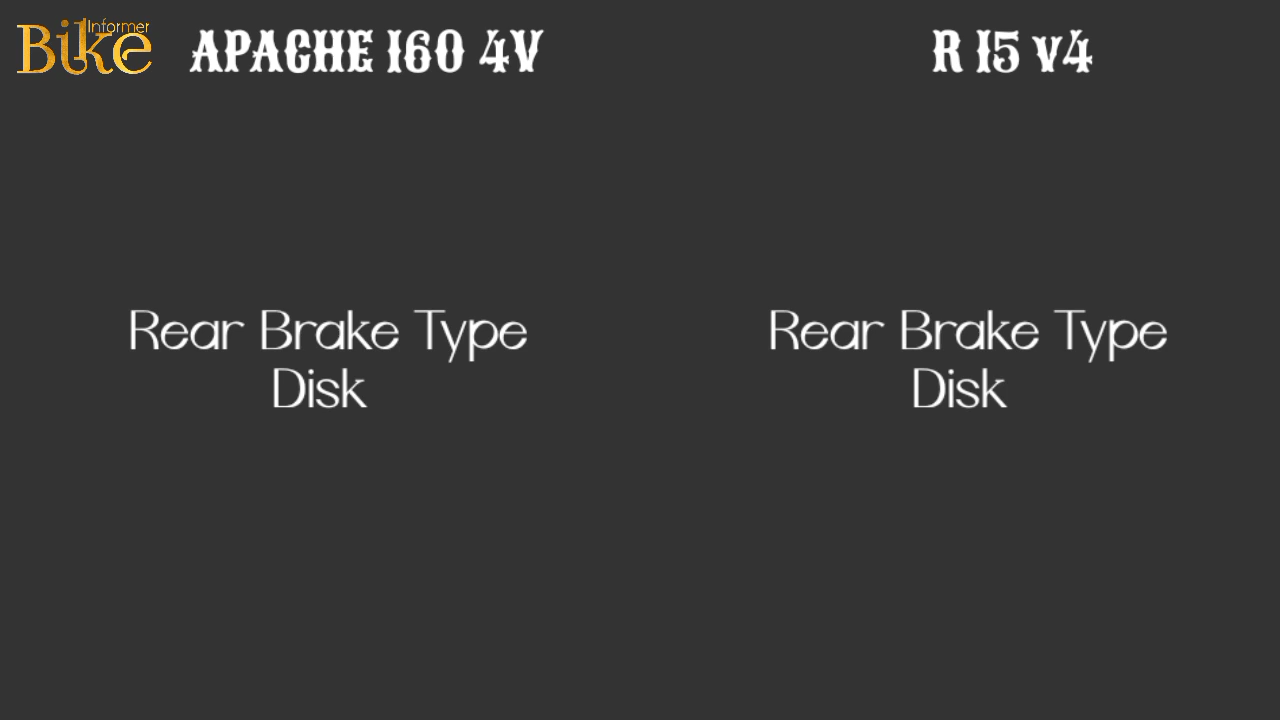 Bike Informer
APACHE 160 4V
R 15 v4
Rear Brake Type
Disk
Rear Brake Type
Disk